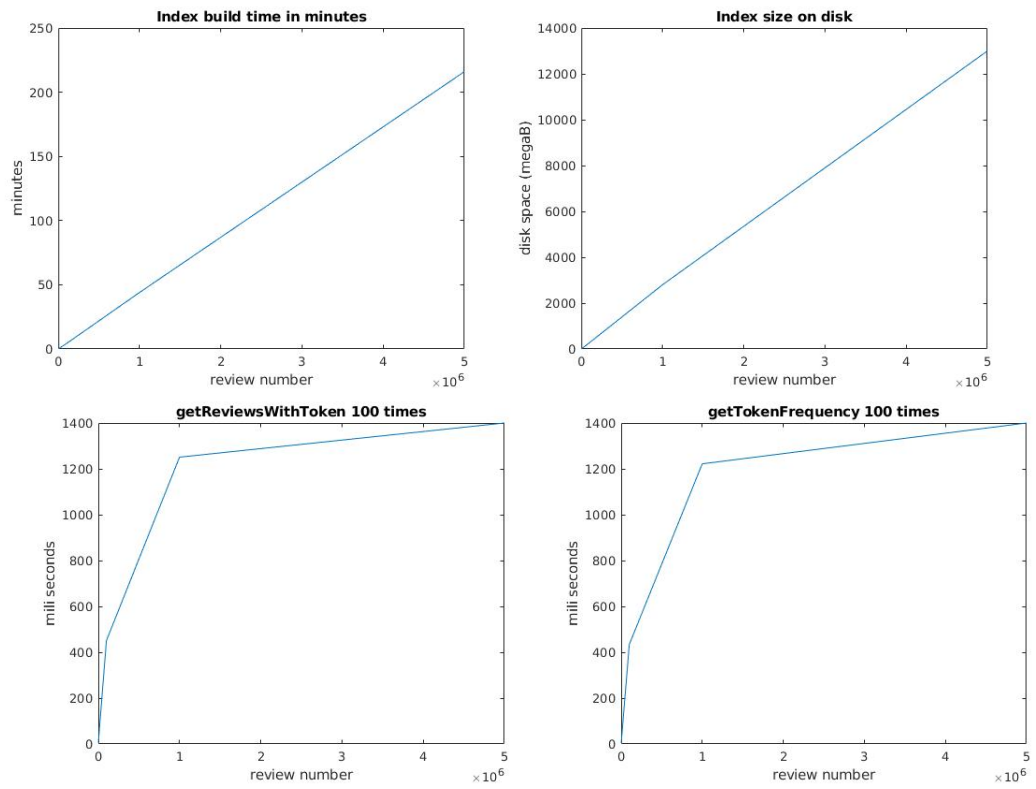 Index build time in minutes
250
200
150
100
50
0
minutes
0 1 2 3 4 5
review number
×10^6
Index size on disk
14000
12000
10000
8000
6000
4000
2000
0
disk space (megaB)
0 1 2 3 4 5
review number
×10^6
getReviewsWithToken 100 times
1400
1200
1000
800
600
400
200
0
mili seconds
0 1 2 3 4 5
review number
×10^6
getTokenFrequency 100 times
1400
1200
1000
800
600
400
200
0
mili seconds
0 1 2 3 4 5
review number
×10^6